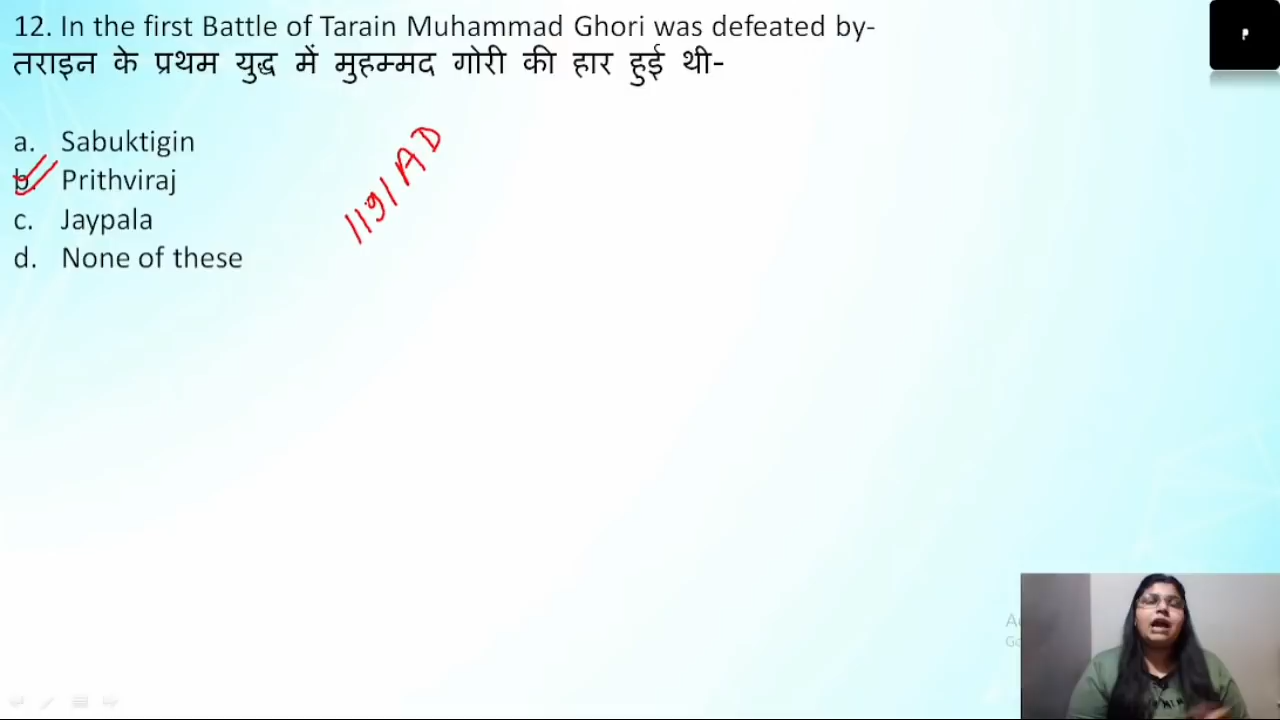 12. In the first Battle of Tarain Muhammad Ghori was defeated by-
तराइन के प्रथम युद्ध में मुहम्मद गोरी की हार हुई थी-
a. Sabuktigin
b. Prithviraj
1191 AD
c. Jaypala
d. None of these